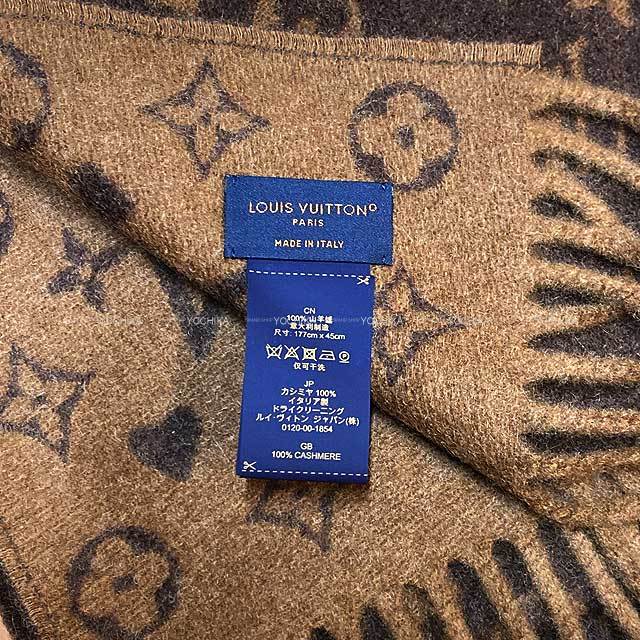 LOUIS VUITTON
PARIS
MADE IN ITALY
CN
100% 山羊绒
意大利制造
尺寸: 177cm x 45cm
仅可干洗
JP
カシミヤ 100%
イタリア製
ドライクリーニング
ルイ·ヴィトン ジャパン(株)
0120-00-1854
GB
100% CASHMERE